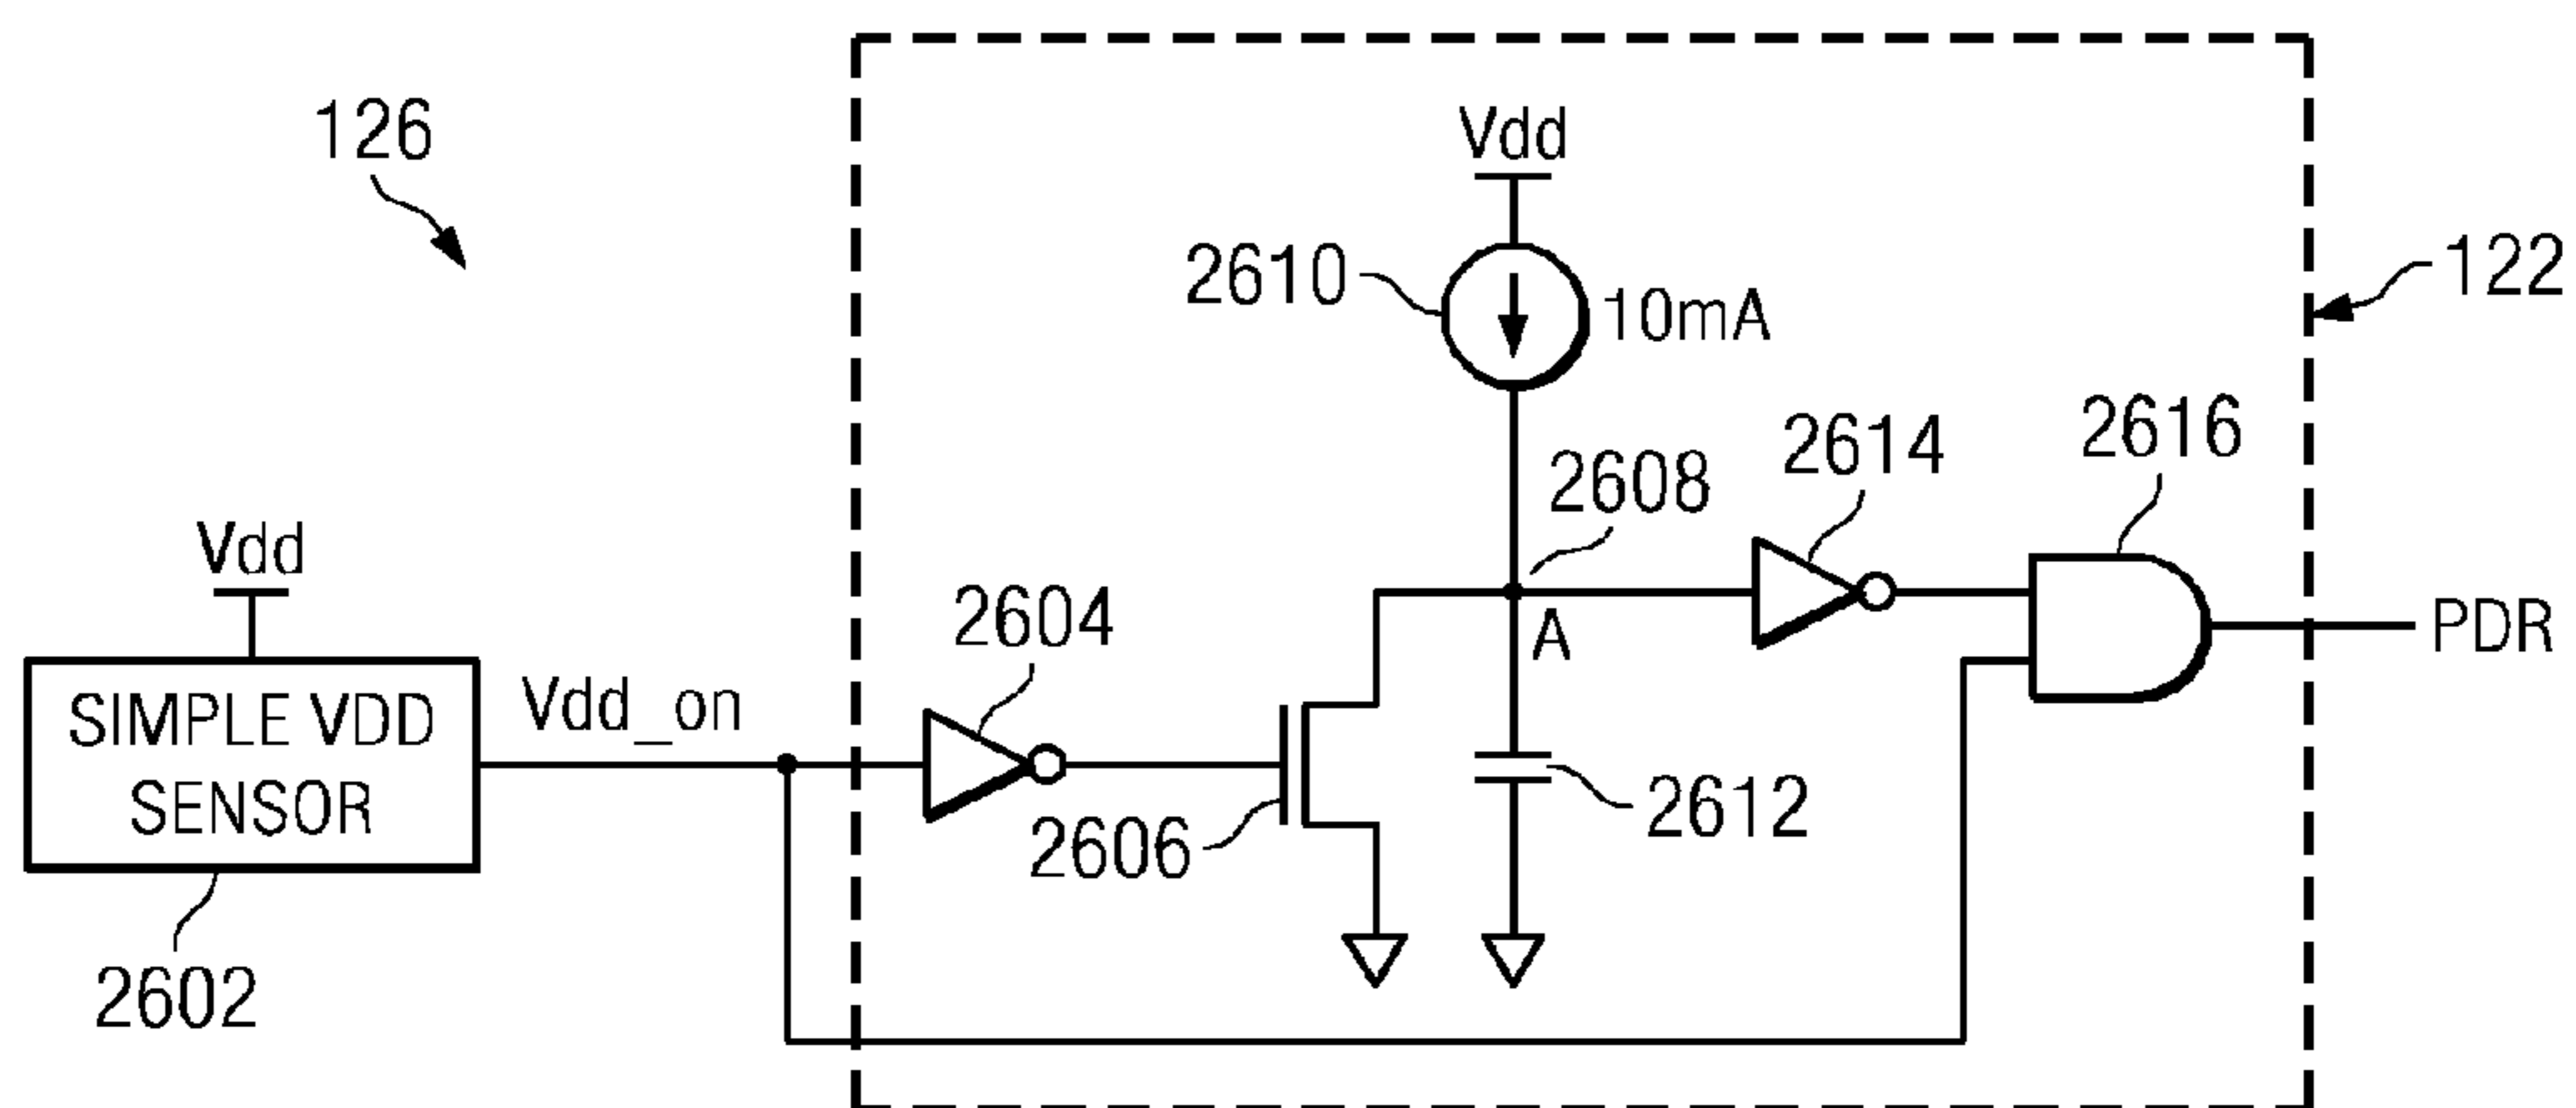 126
Vdd
2610
10mA
122
2616
2614
2608
Vdd
2604
A
PDR
SIMPLE VDD
SENSOR
Vdd_on
2606
2612
2602